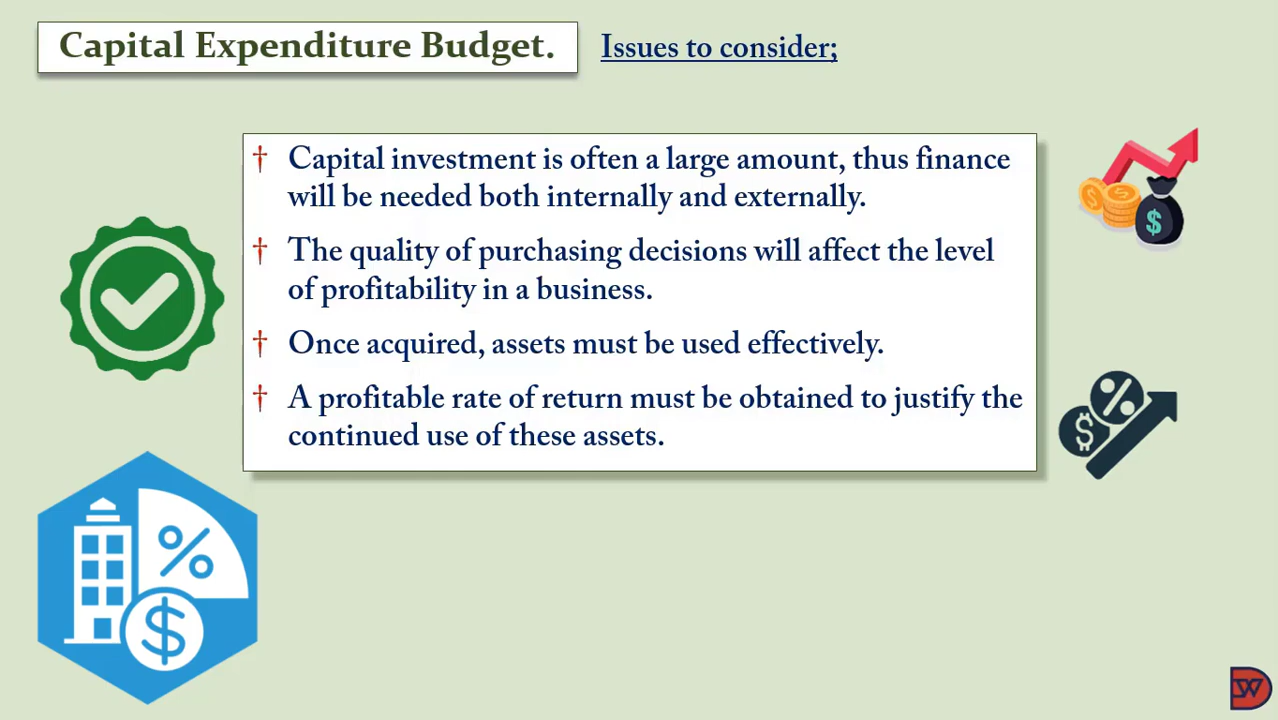 Capital Expenditure Budget.
Issues to consider;
† Capital investment is often a large amount, thus finance
will be needed both internally and externally.
† The quality of purchasing decisions will affect the level
of profitability in a business.
† Once acquired, assets must be used effectively.
† A profitable rate of return must be obtained to justify the
continued use of these assets.
$
%
$
%
$
DW